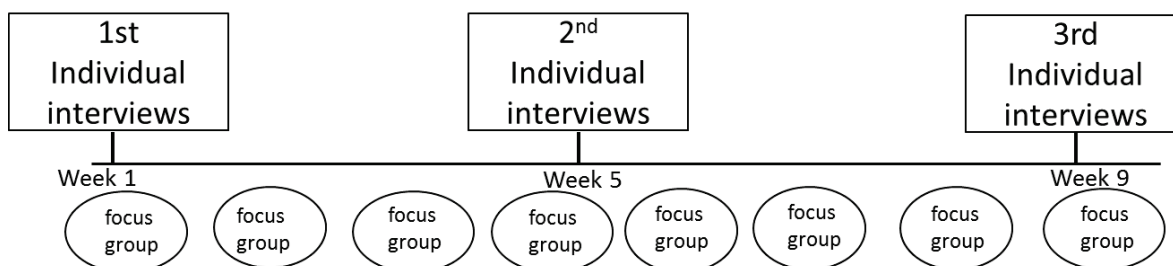 1st
Individual
interviews
2nd
Individual
interviews
3rd
Individual
interviews
Week 1
Week 5
Week 9
focus
group
focus
group
focus
group
focus
group
focus
group
focus
group
focus
group
focus
group